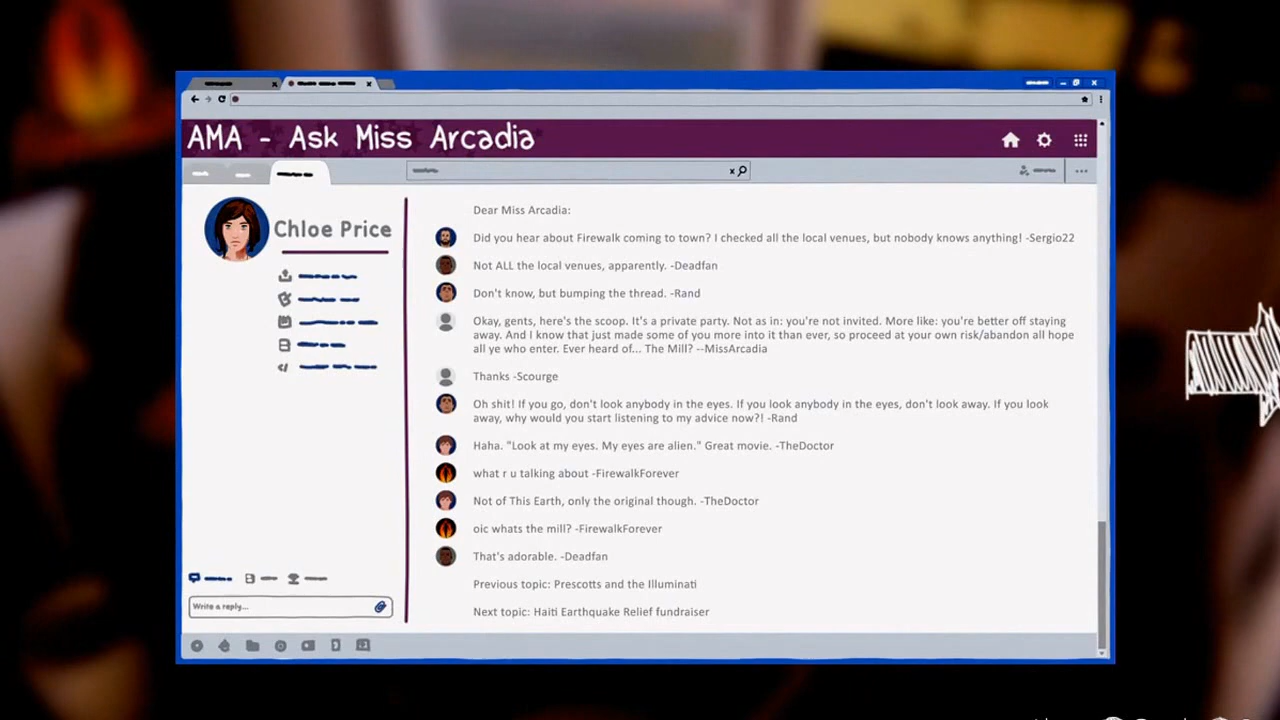 AMA - Ask Miss Arcadia
Chloe Price
Dear Miss Arcadia:
Did you hear about Firewalk coming to town? I checked all the local venues, but nobody knows anything! -Sergio22
Not ALL the local venues, apparently. -Deadfan
Don't know, but bumping the thread. -Rand
Okay, gents, here's the scoop. It's a private party. Not as in: you're not invited. More like: you're better off staying
away. And I know that just made some of you more into it than ever, so proceed at your own risk/abandon all hope
all ye who enter. Ever heard of... The Mill? --MissArcadia
Thanks -Scourge
Oh shit! If you go, don't look anybody in the eyes. If you look anybody in the eyes, don't look away. If you look
away, why would you start listening to my advice now?! -Rand
Haha. "Look at my eyes. My eyes are alien." Great movie. -TheDoctor
what r u talking about -FirewalkForever
Not of This Earth, only the original though. -TheDoctor
oic whats the mill? -FirewalkForever
That's adorable. -Deadfan
Previous topic: Prescotts and the Illuminati
Next topic: Haiti Earthquake Relief fundraiser
Write a reply...